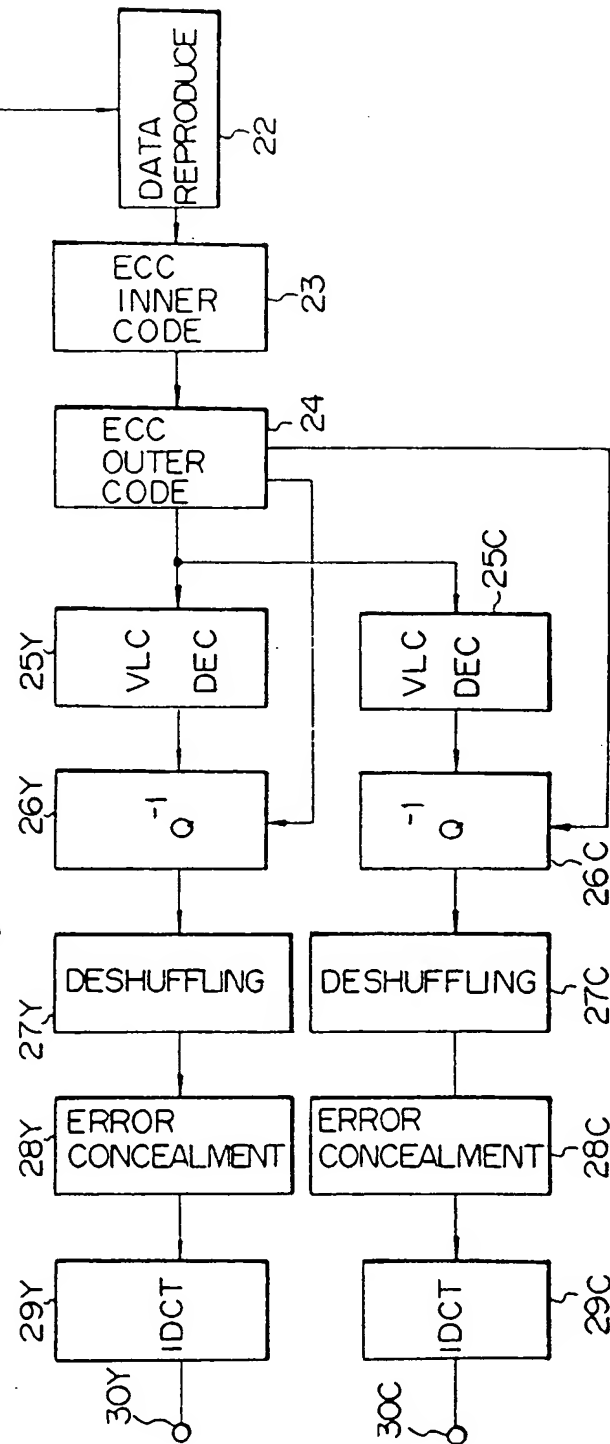 DATA
REPRODUCE
22
ECC
INNER
CODE
23
ECC
OUTER
CODE
24
25Y
VLC
DEC
26Y
Q⁻¹
27Y
DESHUFFLING
28Y
ERROR
CONCEALMENT
29Y
IDCT
30Y
VLC
DEC
25C
Q⁻¹
26C
DESHUFFLING
27C
ERROR
CONCEALMENT
28C
IDCT
29C
30C